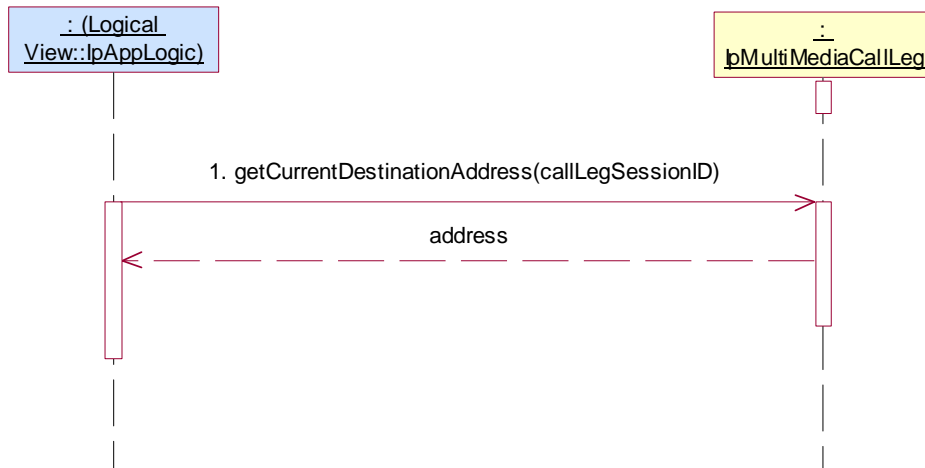 : (Logical
View::IpAppLogic)
:
IpMultiMediaCallLeg
1. getCurrentDestinationAddress(callLegSessionID)
address